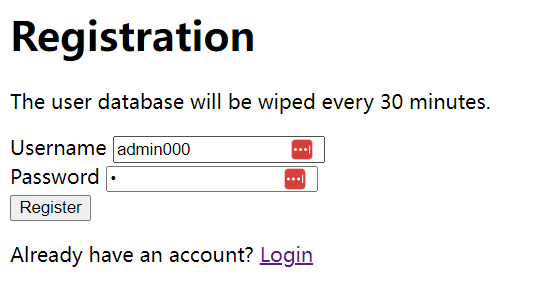 Registration
The user database will be wiped every 30 minutes.
Username admin000
Password •
Register
Already have an account? Login